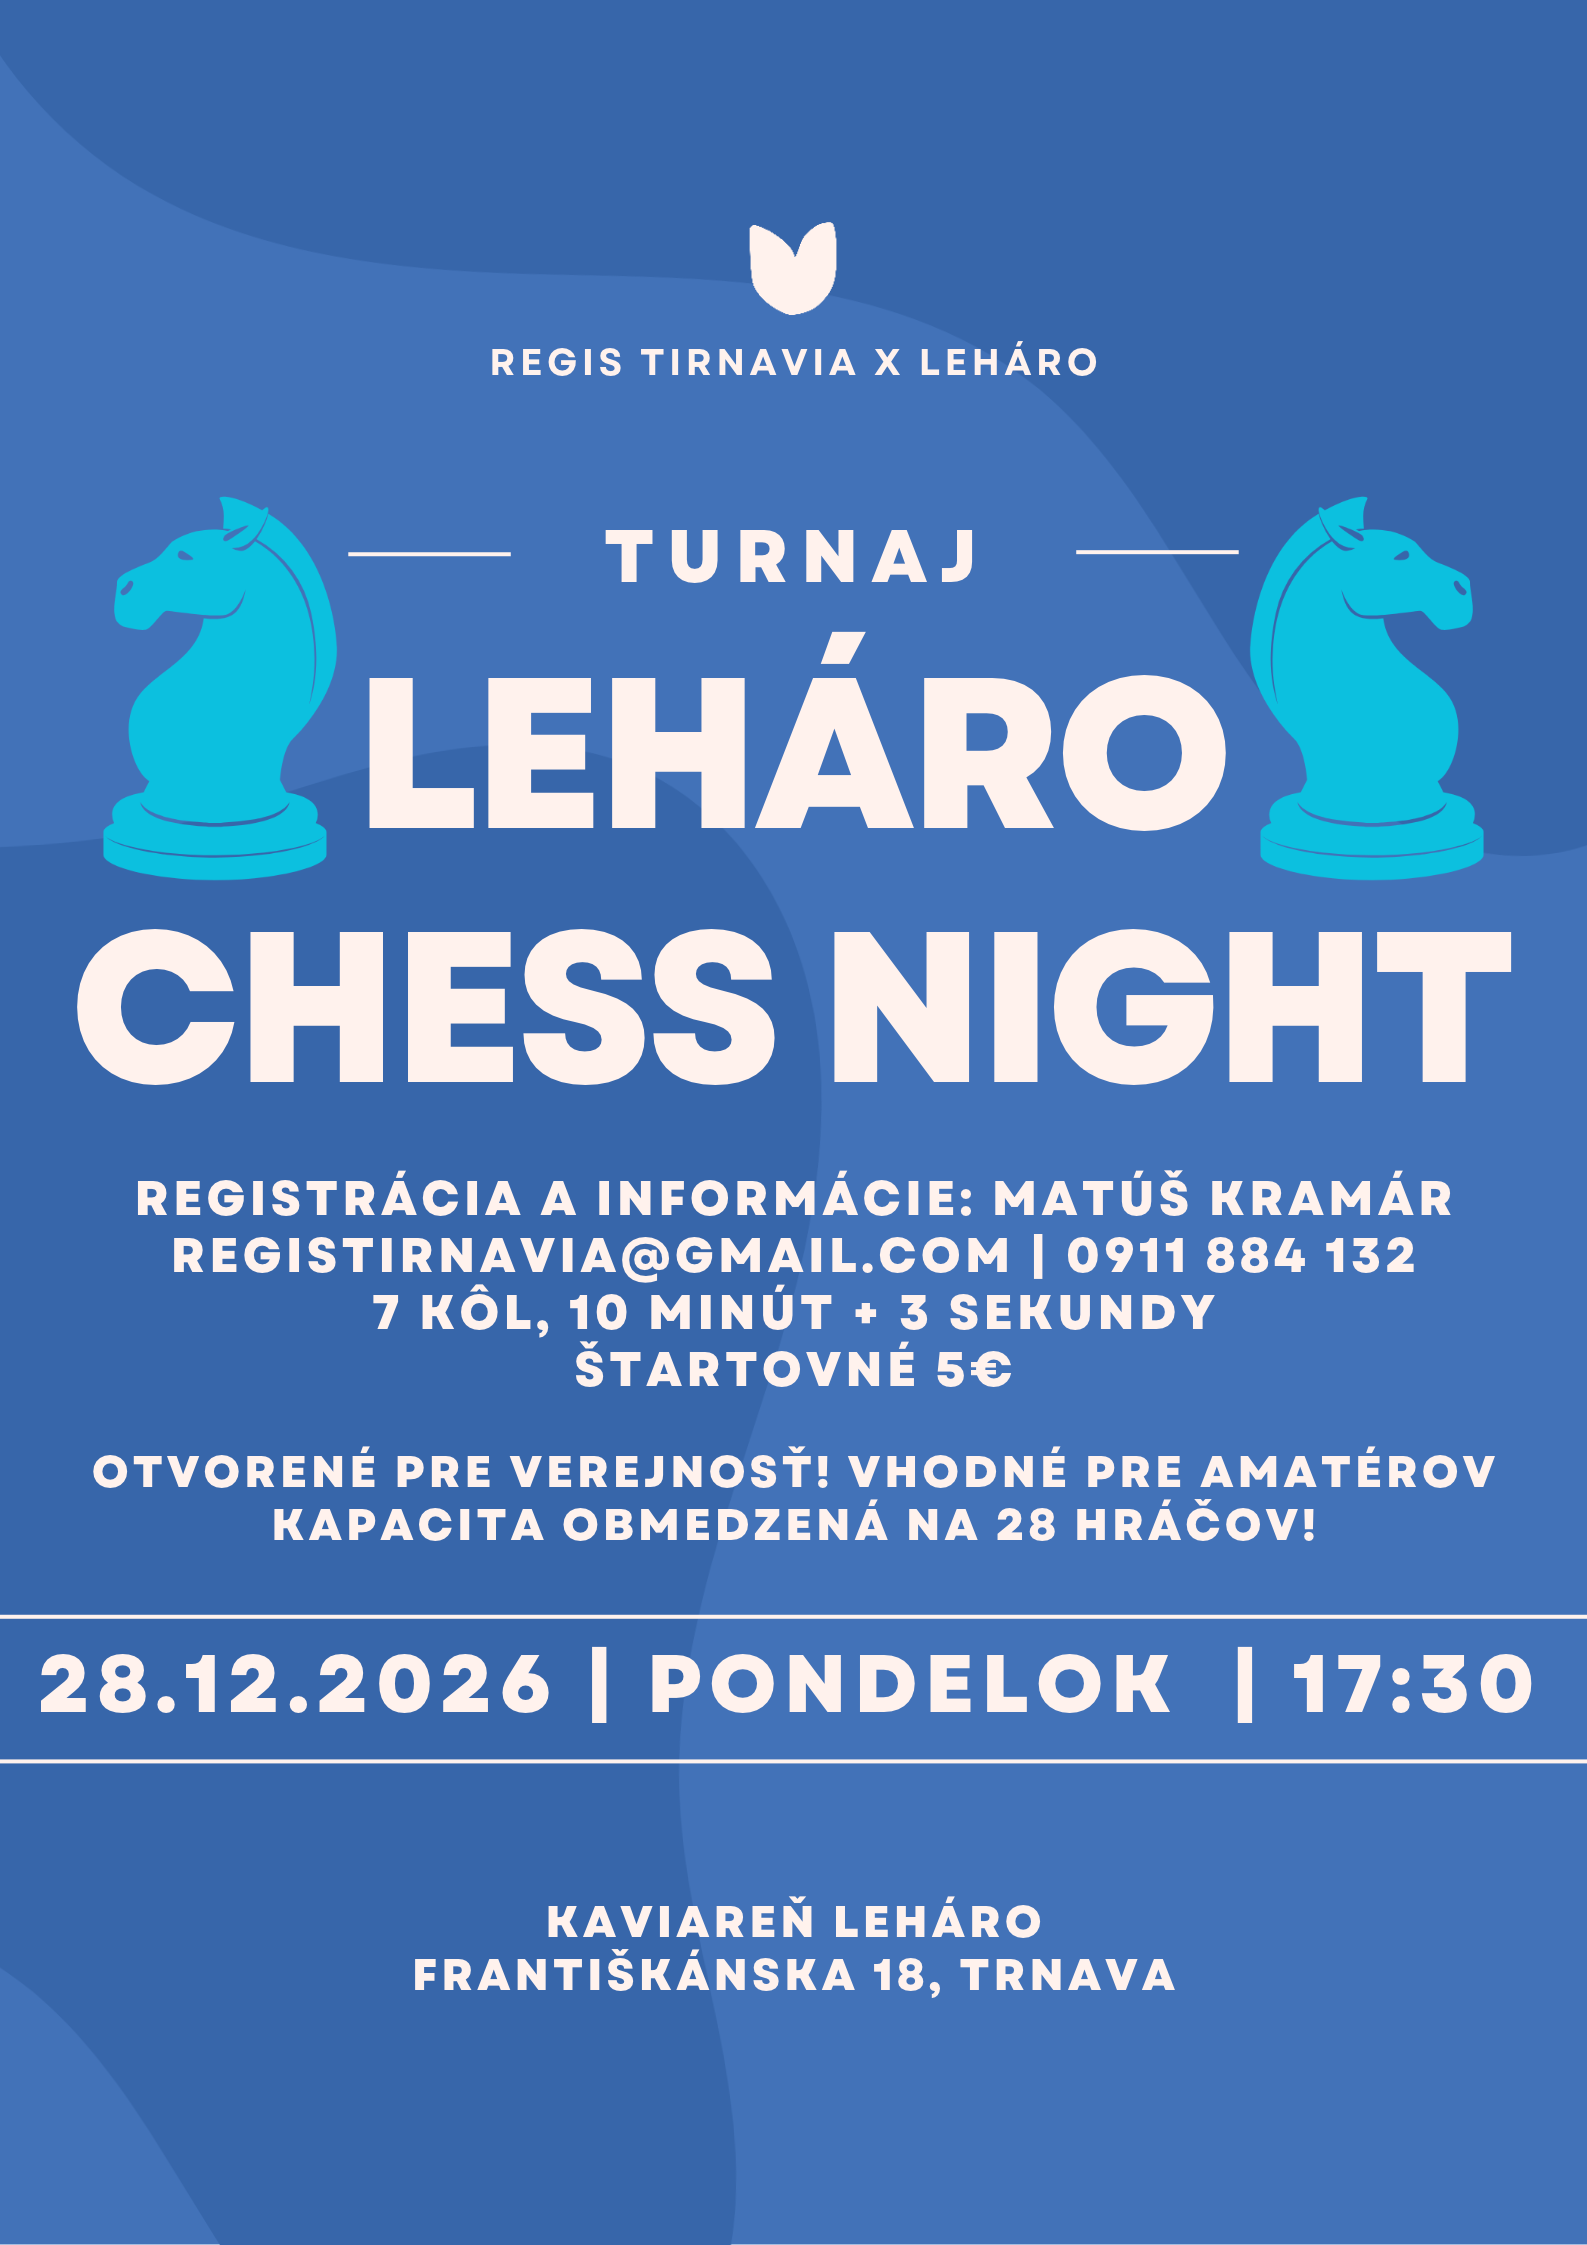 REGIS TIRNAVIA X LEHÁRO
TURNAJ
LEHÁRO
CHESS NIGHT
REGISTRÁCIA A INFORMÁCIE: MATÚŠ KRAMÁR
REGISTIRNAVIA@GMAIL.COM | 0911 884 132
7 KÔL, 10 MINÚT + 3 SEKUNDY
ŠTARTOVNÉ 5€
OTVORENÉ PRE VEREJNOSŤ! VHODNÉ PRE AMATÉROV
KAPACITA OBMEDZENÁ NA 28 HRÁČOV!
28.12.2026 | PONDELOK | 17:30
KAVIAREŇ LEHÁRO
FRANTIŠKÁNSKA 18, TRNAVA